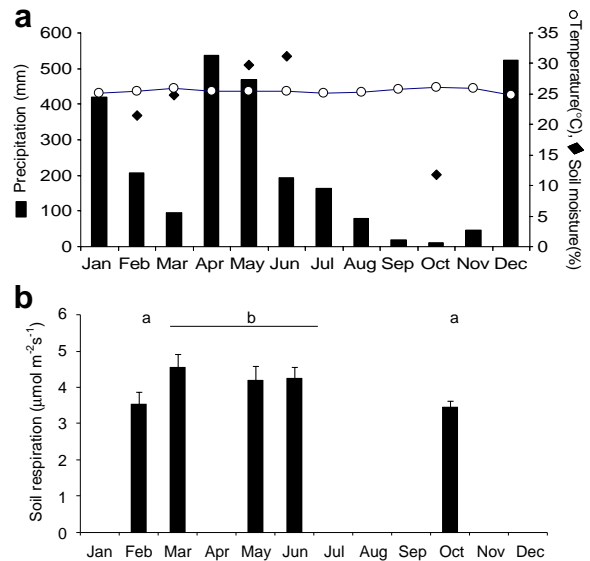 a
600
500
400
300
200
100
0
Precipitation (mm)
35
30
25
20
15
10
5
0
Temperature(°C), Soil moisture(%)
Jan Feb Mar Apr May Jun Jul Aug Sep Oct Nov Dec
b
6
5
4
3
2
1
0
Soil respiration (μmol m⁻²s⁻¹)
a b a
Jan Feb Mar Apr May Jun Jul Aug Sep Oct Nov Dec